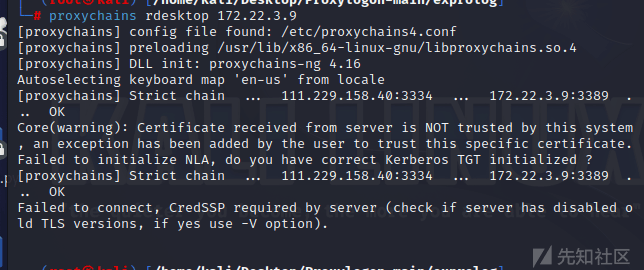 (root㉿kali)-[/home/kali/Desktop/Proxylogon-main/exprolog]
# proxychains rdesktop 172.22.3.9
[proxychains] config file found: /etc/proxychains4.conf
[proxychains] preloading /usr/lib/x86_64-linux-gnu/libproxychains.so.4
[proxychains] DLL init: proxychains-ng 4.16
Autoselecting keyboard map 'en-us' from locale
[proxychains] Strict chain  ...  111.229.158.40:3334  ...  172.22.3.9:3389  .
..  OK
Core(warning): Certificate received from server is NOT trusted by this system
, an exception has been added by the user to trust this specific certificate.
Failed to initialize NLA, do you have correct Kerberos TGT initialized ?
[proxychains] Strict chain  ...  111.229.158.40:3334  ...  172.22.3.9:3389  .
..  OK
Failed to connect, CredSSP required by server (check if server has disabled o
ld TLS versions, if yes use -V option).
先知社区
(root㉿kali)-[/home/kali/Desktop/Proxylogon-main/exprolog]